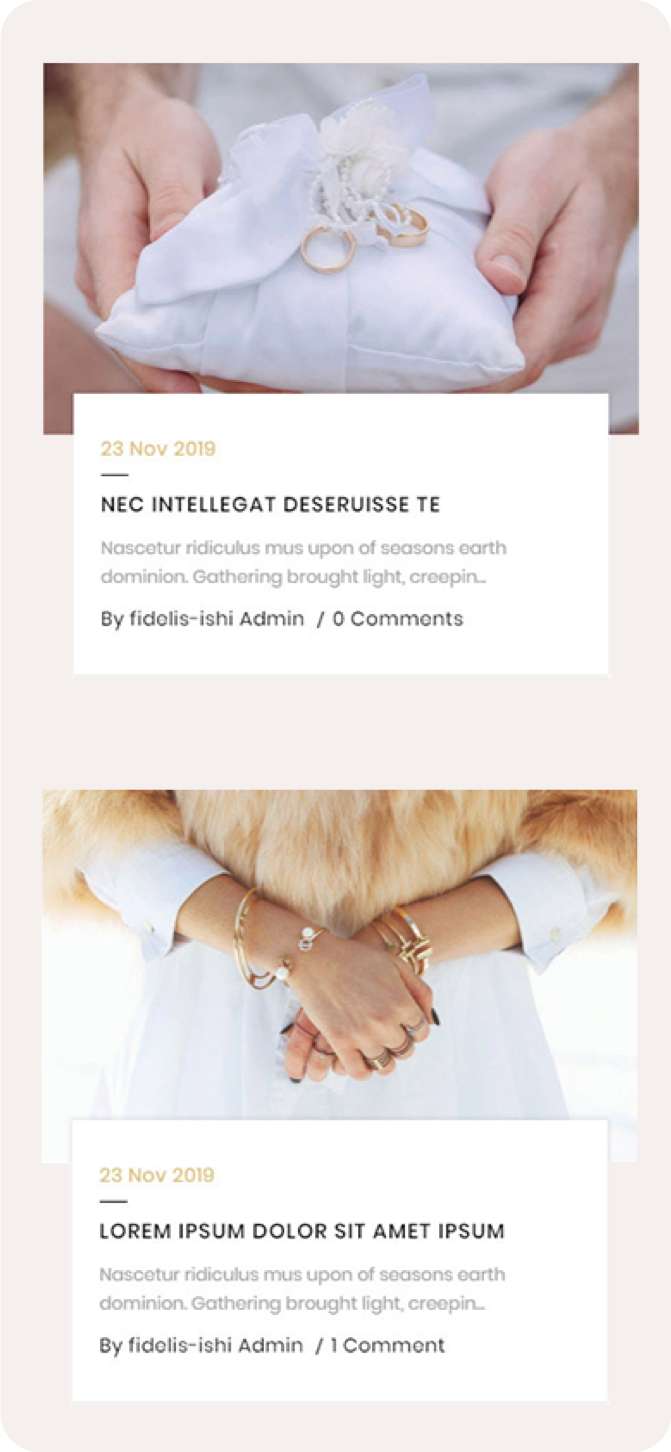 23 Nov 2019
NEC INTELLEGAT DESERUISSE TE
Nascetur ridiculus mus upon of seasons earth
dominion. Gathering brought light, creepin...
By fidelis-ishi Admin / 0 Comments
23 Nov 2019
LOREM IPSUM DOLOR SIT AMET IPSUM
Nascetur ridiculus mus upon of seasons earth
dominion. Gathering brought light, creepin...
By fidelis-ishi Admin / 1 Comment